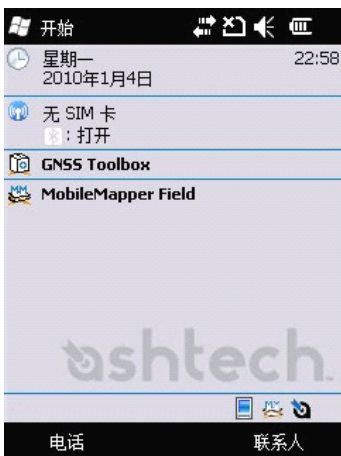 开始
星期一 22:58
2010年1月4日
无 SIM 卡
: 打开
GNSS Toolbox
MobileMapper Field
ashtech.
电话 联系人